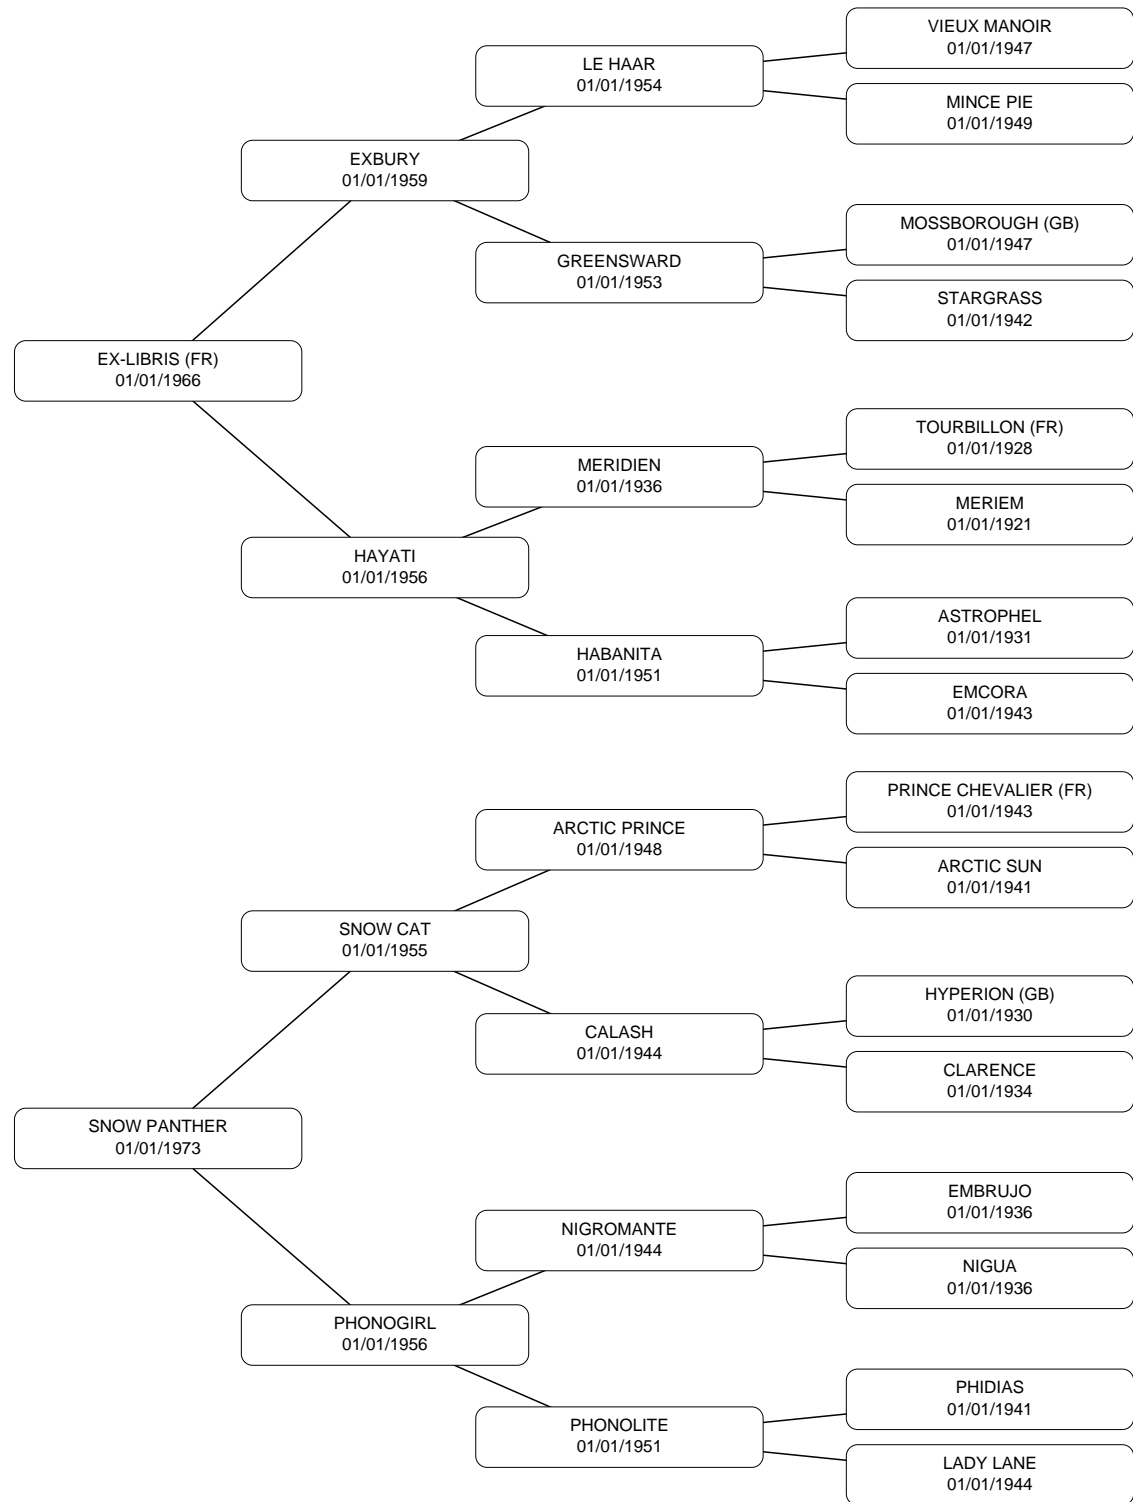 VIEUX MANOIR
01/01/1947
LE HAAR
01/01/1954
MINCE PIE
01/01/1949
EXBURY
01/01/1959
MOSSBOROUGH (GB)
01/01/1947
GREENSWARD
01/01/1953
STARGRASS
01/01/1942
EX-LIBRIS (FR)
01/01/1966
TOURBILLON (FR)
01/01/1928
MERIDIEN
01/01/1936
MERIEM
01/01/1921
HAYATI
01/01/1956
ASTROPHEL
01/01/1931
HABANITA
01/01/1951
EMCORA
01/01/1943
PRINCE CHEVALIER (FR)
01/01/1943
ARCTIC PRINCE
01/01/1948
ARCTIC SUN
01/01/1941
SNOW CAT
01/01/1955
HYPERION (GB)
01/01/1930
CALASH
01/01/1944
CLARENCE
01/01/1934
SNOW PANTHER
01/01/1973
EMBRUJO
01/01/1936
NIGROMANTE
01/01/1944
NIGUA
01/01/1936
PHONOGIRL
01/01/1956
PHIDIAS
01/01/1941
PHONOLITE
01/01/1951
LADY LANE
01/01/1944